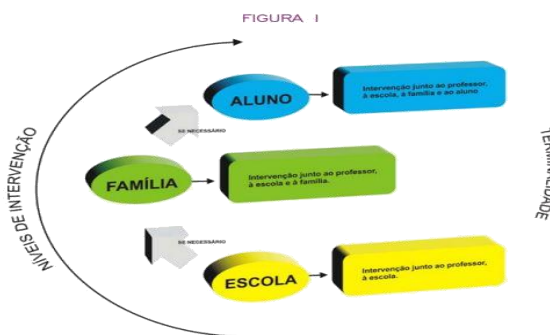 FIGURA I
ALUNO
Intervenção junto ao professor,
à escola, à família e ao aluno
SE NECESSÁRIO
FAMÍLIA
Intervenção junto ao professor,
à escola e à família.
SE NECESSÁRIO
ESCOLA
Intervenção junto ao professor,
à escola.
NÍVEIS DE INTERVENÇÃO